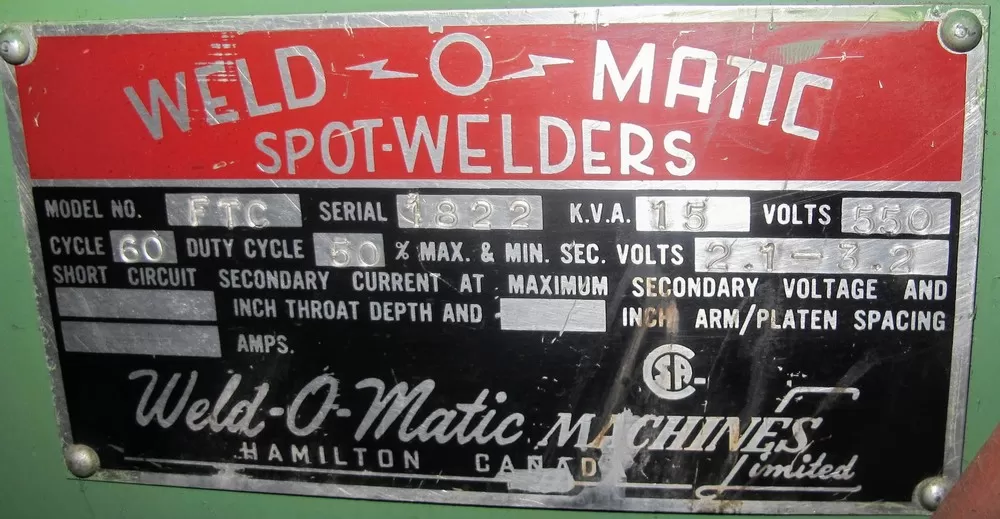 WELD O MATIC
SPOT-WELDERS
MODEL NO. FTC SERIAL 1822 K.V.A. 15 VOLTS 550
CYCLE 60 DUTY CYCLE 50 % MAX. & MIN. SEC. VOLTS 2.1-3.2
SHORT CIRCUIT SECONDARY CURRENT AT MAXIMUM SECONDARY VOLTAGE AND
INCH THROAT DEPTH AND INCH ARM/PLATEN SPACING
AMPS.
CSA
Weld-O-Matic MACHINES
HAMILTON CANADA Limited